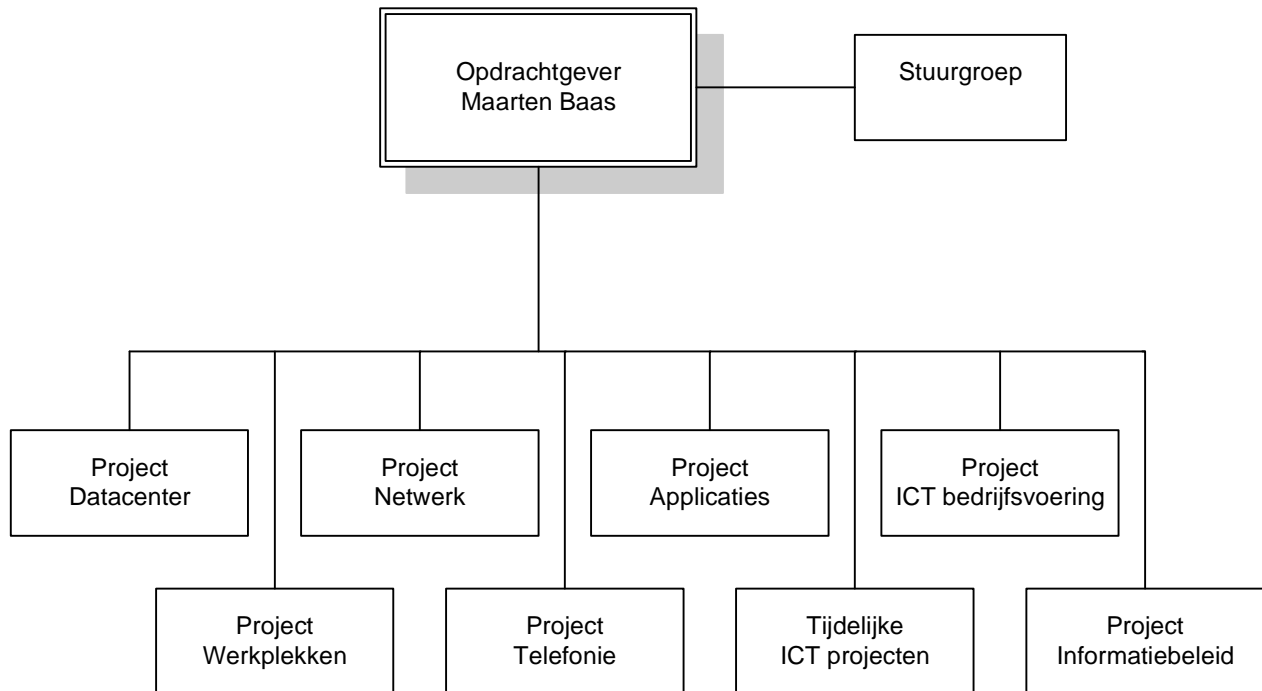 Opdrachtgever
Maarten Baas
Stuurgroep
Project
Datacenter
Project
Netwerk
Project
Applicaties
Project
ICT bedrijfsvoering
Project
Werkplekken
Project
Telefonie
Tijdelijke
ICT projecten
Project
Informatiebeleid